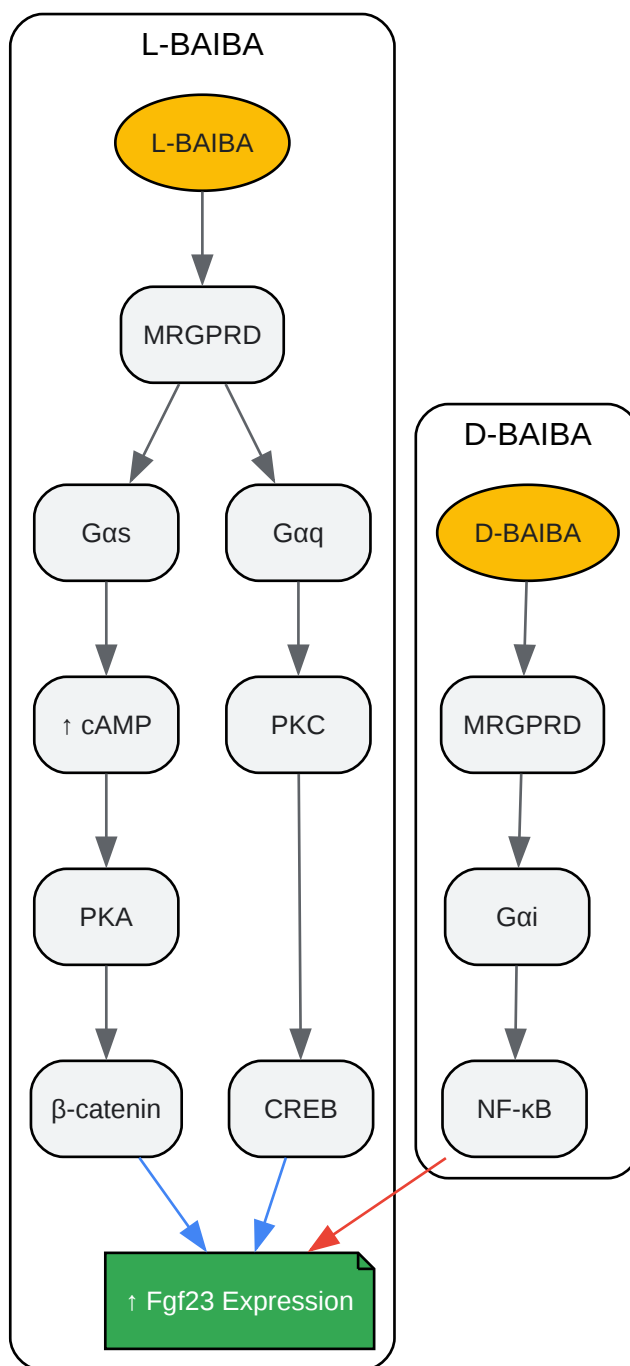 L-BAIBA
L-BAIBA
MRGPRD
Gαs
Gαq
↑ cAMP
PKC
PKA
β-catenin
CREB
↑ Fgf23 Expression
D-BAIBA
D-BAIBA
MRGPRD
Gαi
NF-κB